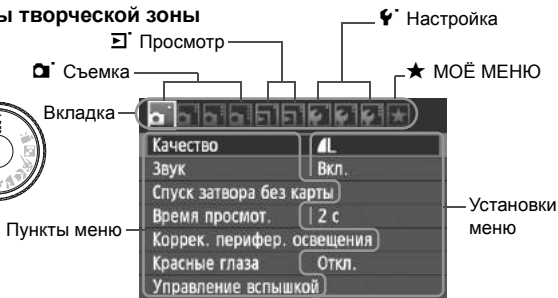 ы творческой зоны
Настройка
Просмотр
Съемка
МОЁ МЕНЮ
Вкладка
Качество L
Звук Вкл.
Спуск затвора без карты
Время просмот. 2 с
Коррек. перифер. освещения
Красные глаза Откл.
Управление вспышкой
Пункты меню
Установки
меню